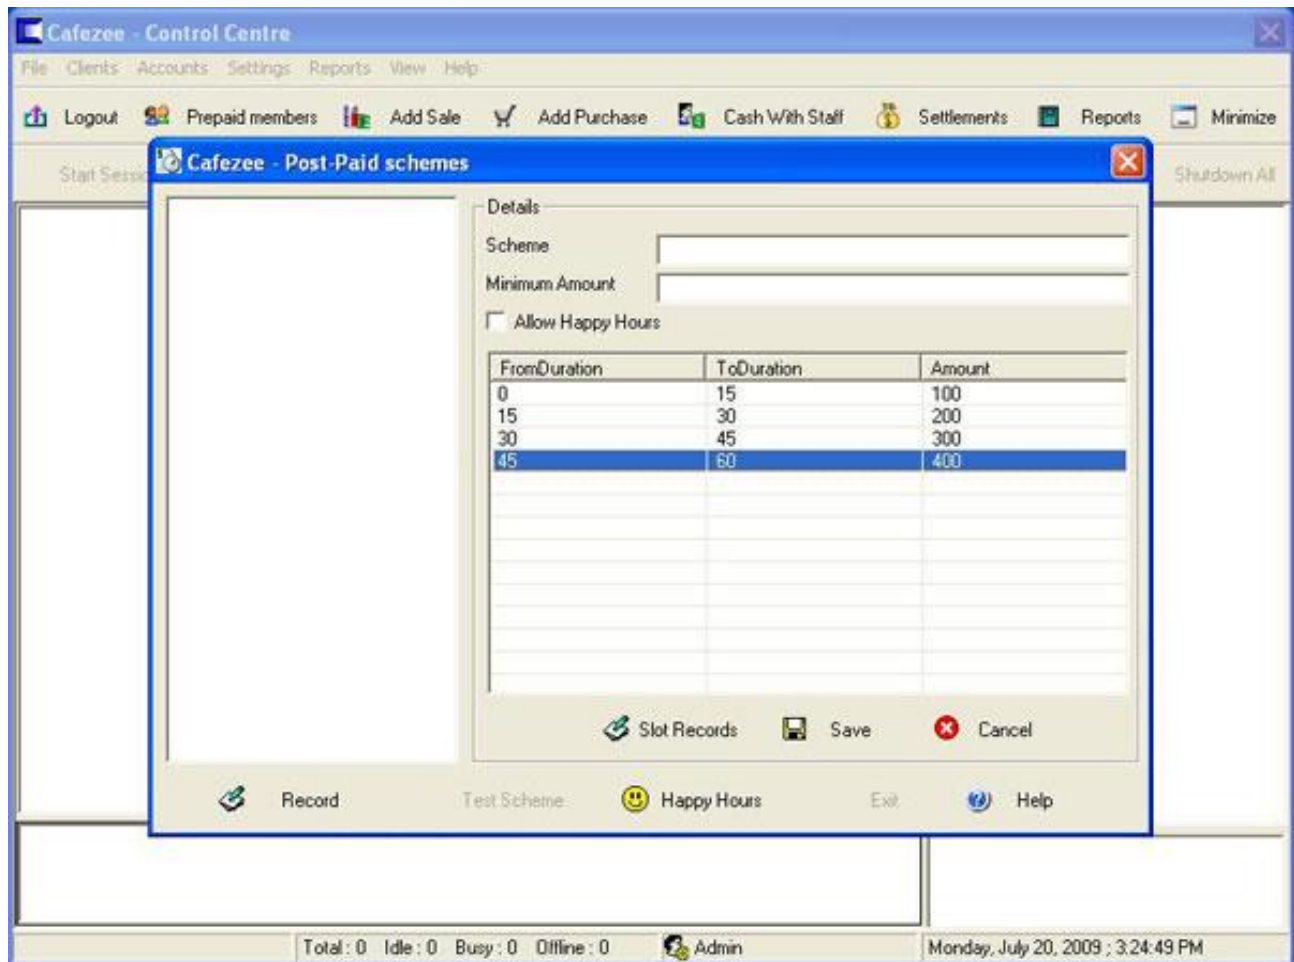 Cafezee - Control Centre
File Clients Accounts Settings Reports View Help
Logout Prepaid members Add Sale Add Purchase Cash With Staff Settlements Reports Minimize
Start Shutdown All
Cafezee - Post-Paid schemes
Details
Scheme
Minimum Amount
Allow Happy Hours
FromDuration ToDuration Amount
0 15 100
15 30 200
30 45 300
45 60 400
Slot Records Save Cancel
Record Test Scheme Happy Hours Exit Help
Total : 0 Idle : 0 Busy : 0 Offline : 0 Admin Monday, July 20, 2009 ; 3:24:49 PM